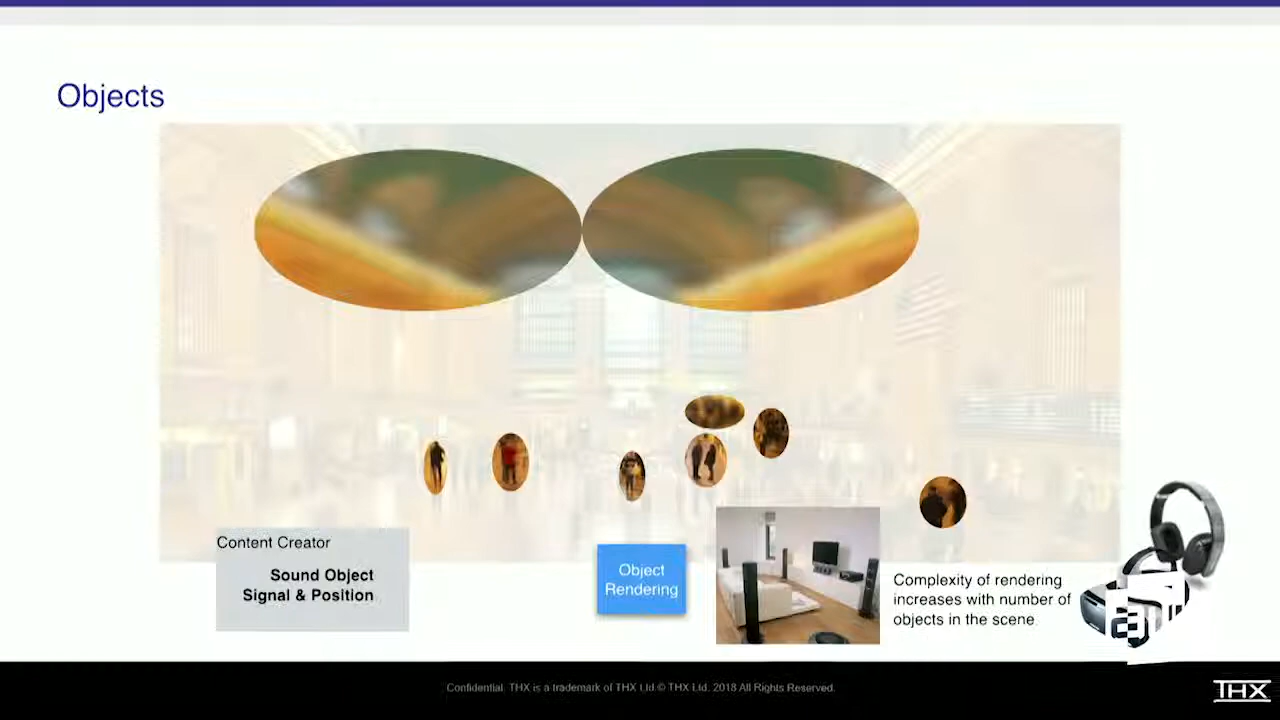 Objects
Content Creator
Sound Object
Signal & Position
Object
Rendering
Complexity of rendering
increases with number of
objects in the scene
Confidential. THX is a trademark of THX Ltd.© THX Ltd. 2018 All Rights Reserved.
THX